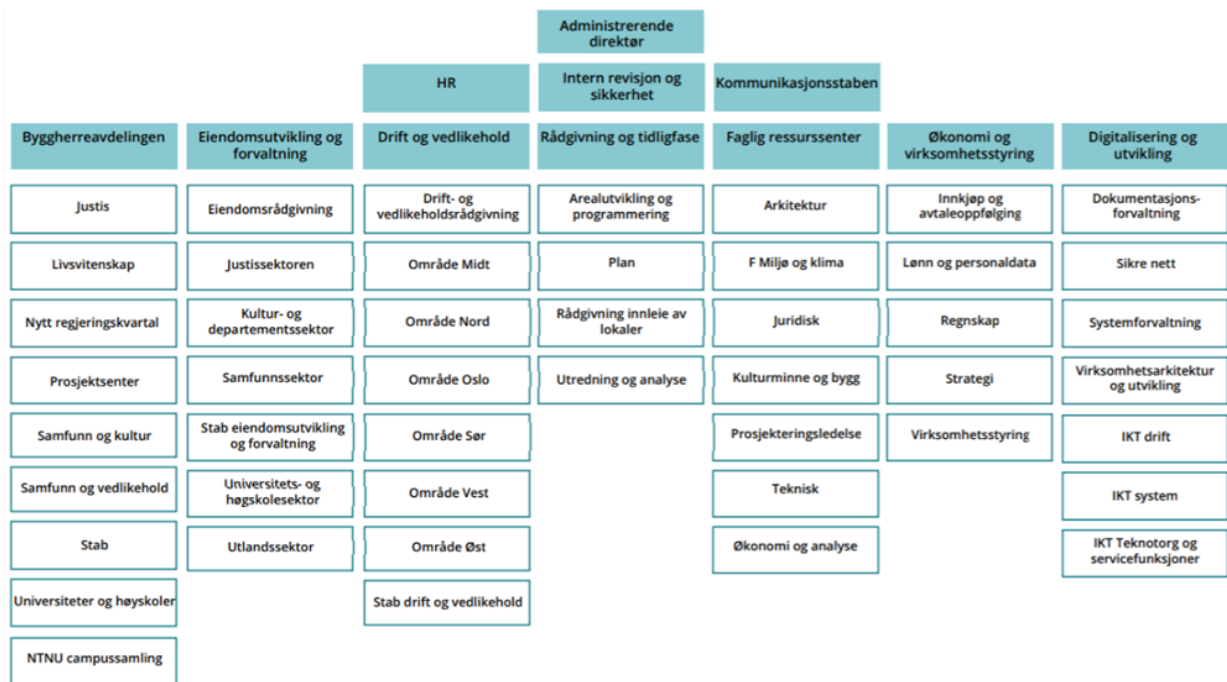 Administrerende
direktør
HR
Intern revisjon og
sikkerhet
Kommunikasjonsstaben
Byggherreavdelingen
Eiendomsutvikling og
forvaltning
Drift og vedlikehold
Rådgivning og tidligfase
Faglig ressurssenter
Økonomi og
virksomhetsstyring
Digitalisering og
utvikling
Justis
Eiendomsrådgivning
Drift- og
vedlikeholdsrådgivning
Arealutvikling og
programmering
Arkitektur
Innkjøp og
avtaleoppfølging
Dokumentasjons-
forvaltning
Livsvitenskap
Justissektoren
Område Midt
Plan
F Miljø og klima
Lønn og personaldata
Sikre nett
Nytt regjeringskvartal
Kultur- og
departementssektor
Område Nord
Rådgivning innleie av
lokaler
Juridisk
Regnskap
Systemforvaltning
Prosjektsenter
Samfunnssektor
Område Oslo
Utredning og analyse
Kulturminne og bygg
Strategi
Virksomhetsarkitektur
og utvikling
Samfunn og kultur
Stab eiendomsutvikling
og forvaltning
Område Sør
Prosjekteringsledelse
Virksomhetsstyring
IKT drift
Samfunn og vedlikehold
Universitets- og
høgskolesektor
Område Vest
Teknisk
IKT system
Stab
Utlandssektor
Område Øst
Økonomi og analyse
IKT Teknotorg og
servicefunksjoner
Universiteter og høyskoler
Stab drift og vedlikehold
NTNU campussamling